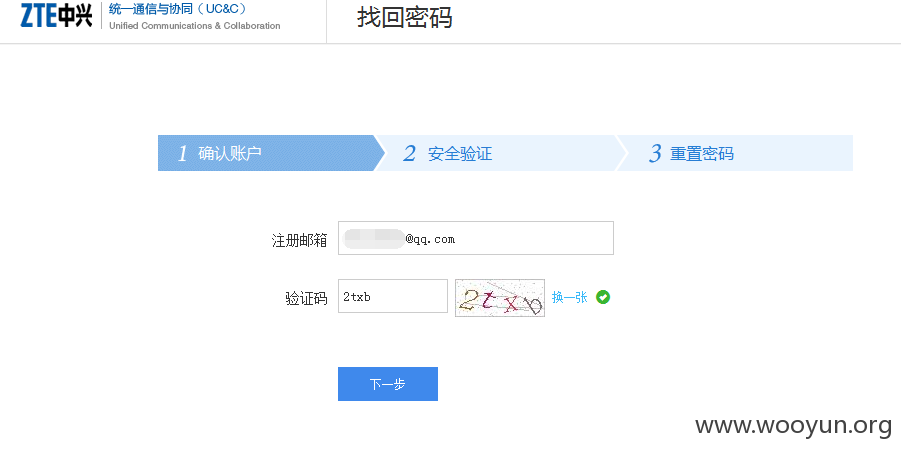 ZTE中兴 统一通信与协同（UC&C）
Unified Communications & Collaboration
找回密码
1 确认账户 2 安全验证 3 重置密码
注册邮箱 @qq.com
验证码 2txb 2txb 换一张
下一步
www.wooyun.org